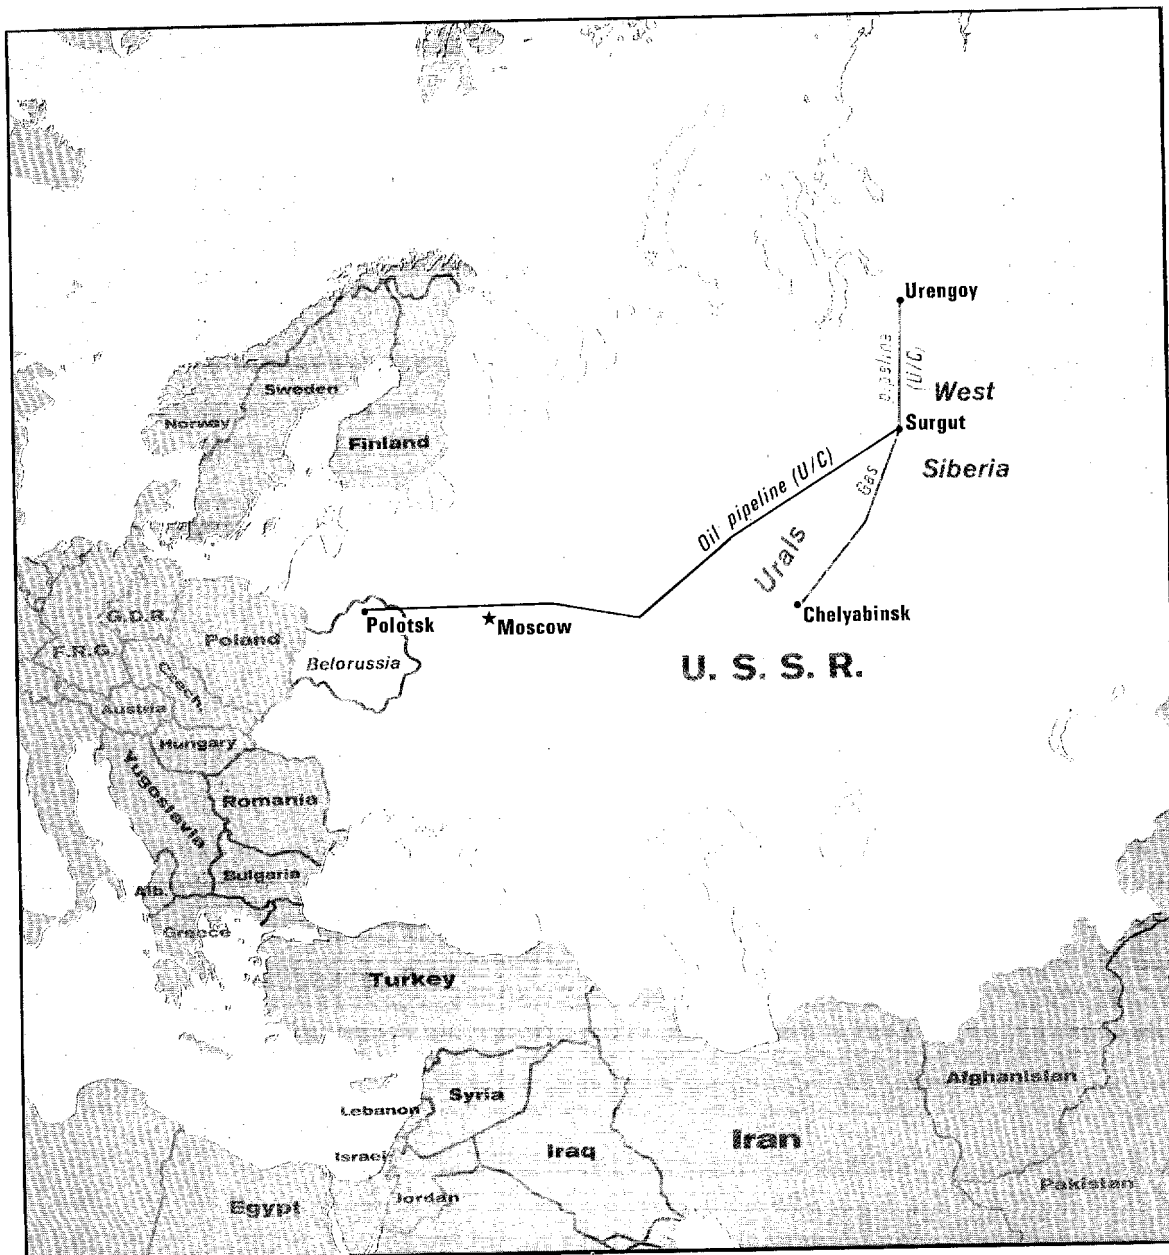 Urengoy
pipeline
(U/C)
West
Sweden
Norway
Surgut
Finland
Oil pipeline (U/C)
Gas
Siberia
Urals
G.D.R.
Polotsk
Moscow
Chelyabinsk
Poland
F.R.G.
Belorussia
U. S. S. R.
Czech.
Austria
Hungary
Yugoslavia
Romania
Bulgaria
Alb.
Greece
Turkey
Afghanistan
Syria
Lebanon
Iran
Iraq
Israel
Pakistan
Jordan
Egypt